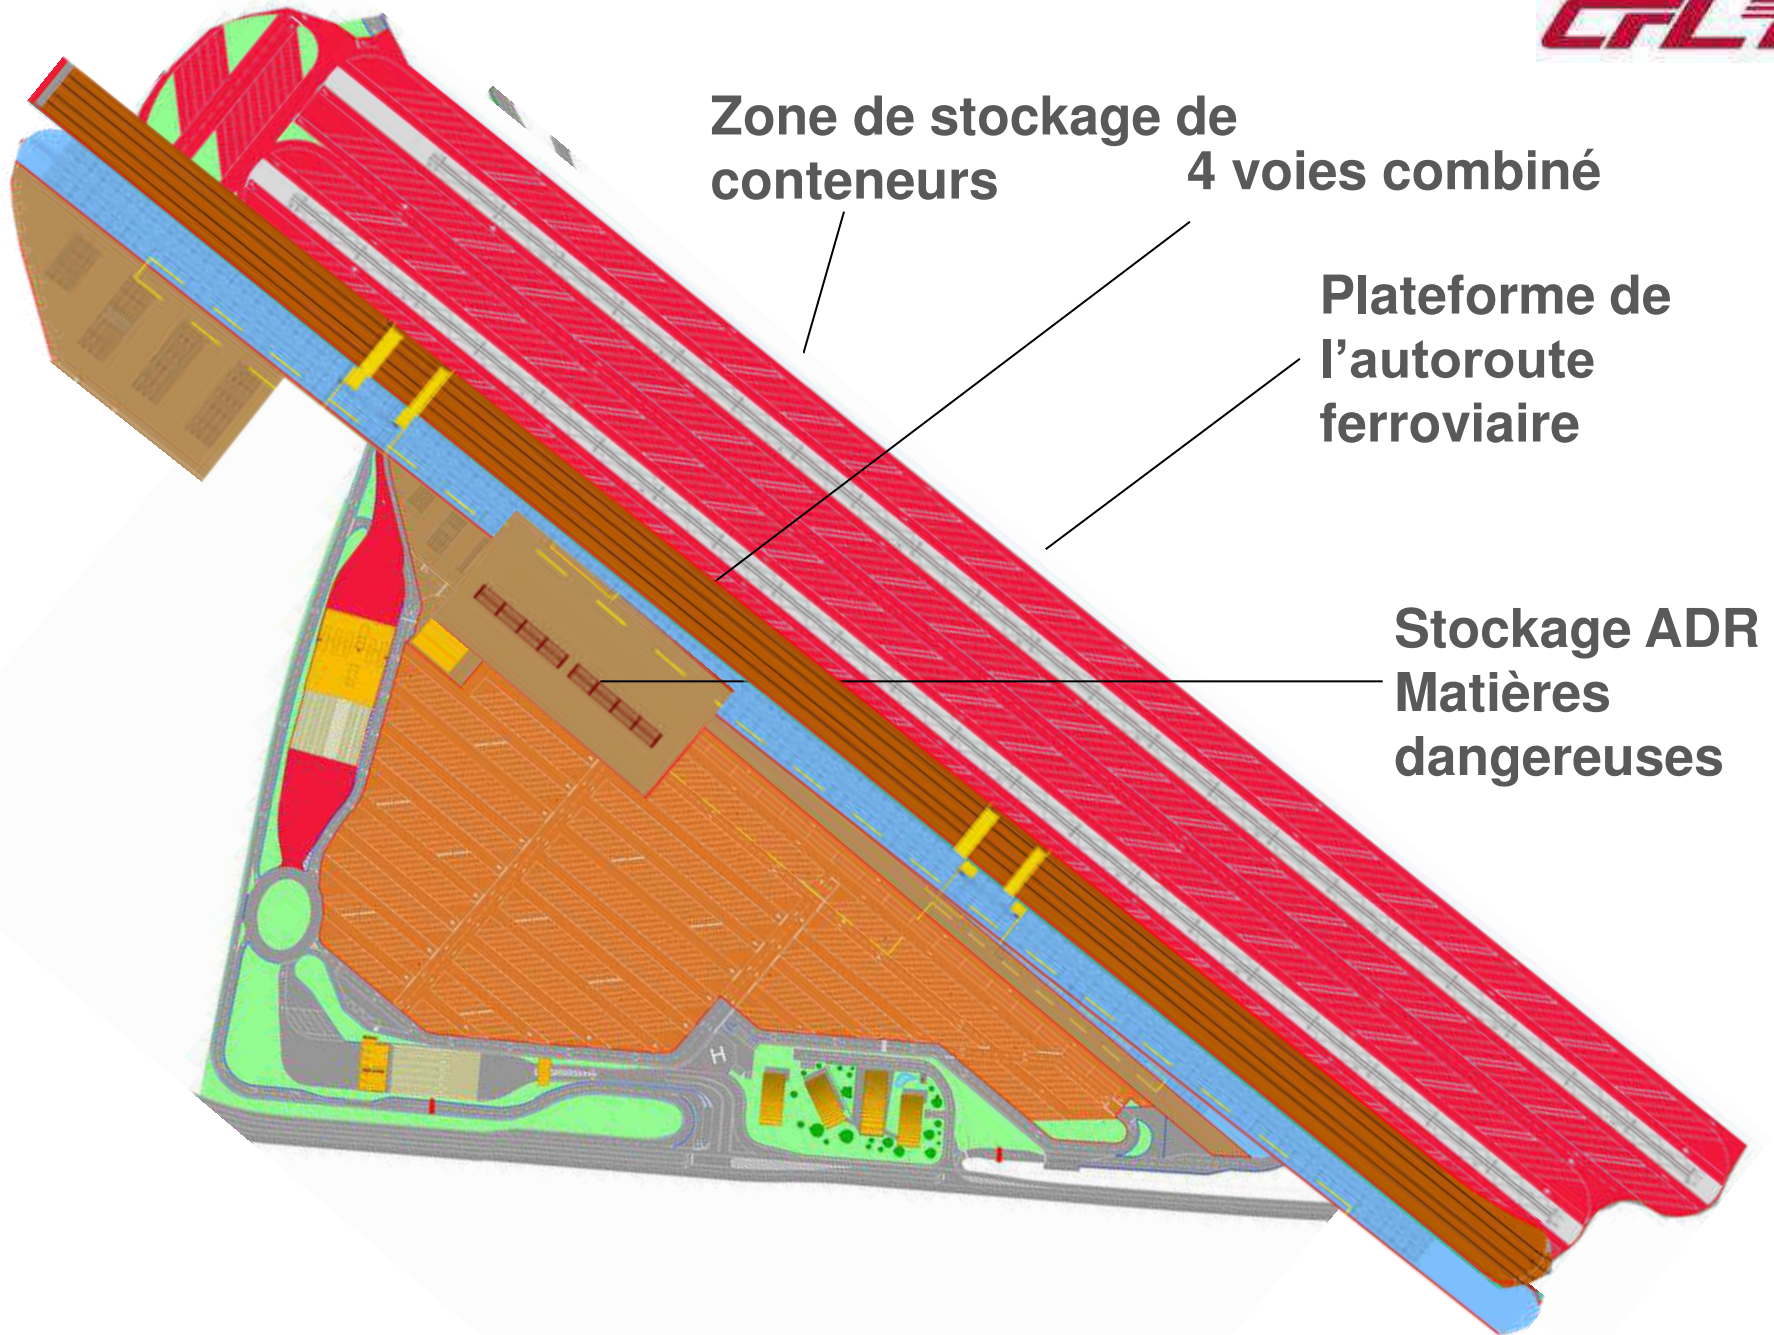 Zone de stockage de
conteneurs
4 voies combiné
Plateforme de
l’autoroute
ferroviaire
Stockage ADR
Matières
dangereuses
H